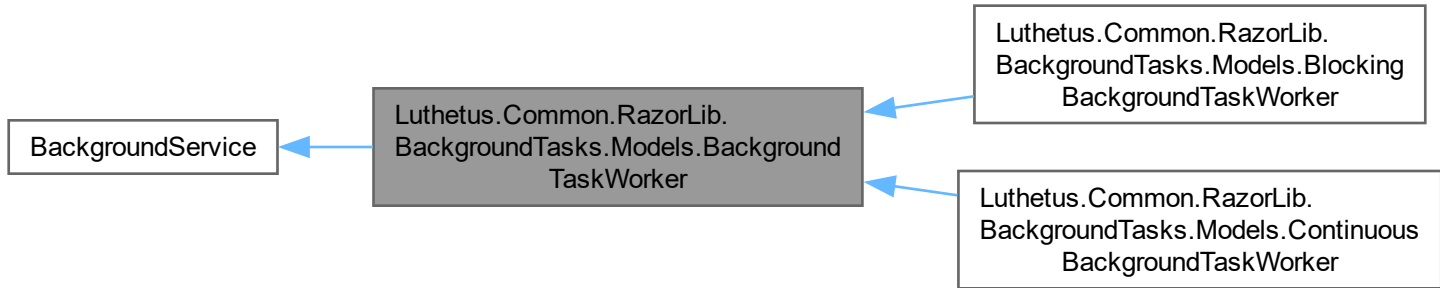 BackgroundService
Luthetus.Common.RazorLib.
BackgroundTasks.Models.Background
TaskWorker
Luthetus.Common.RazorLib.
BackgroundTasks.Models.Blocking
BackgroundTaskWorker
Luthetus.Common.RazorLib.
BackgroundTasks.Models.Continuous
BackgroundTaskWorker